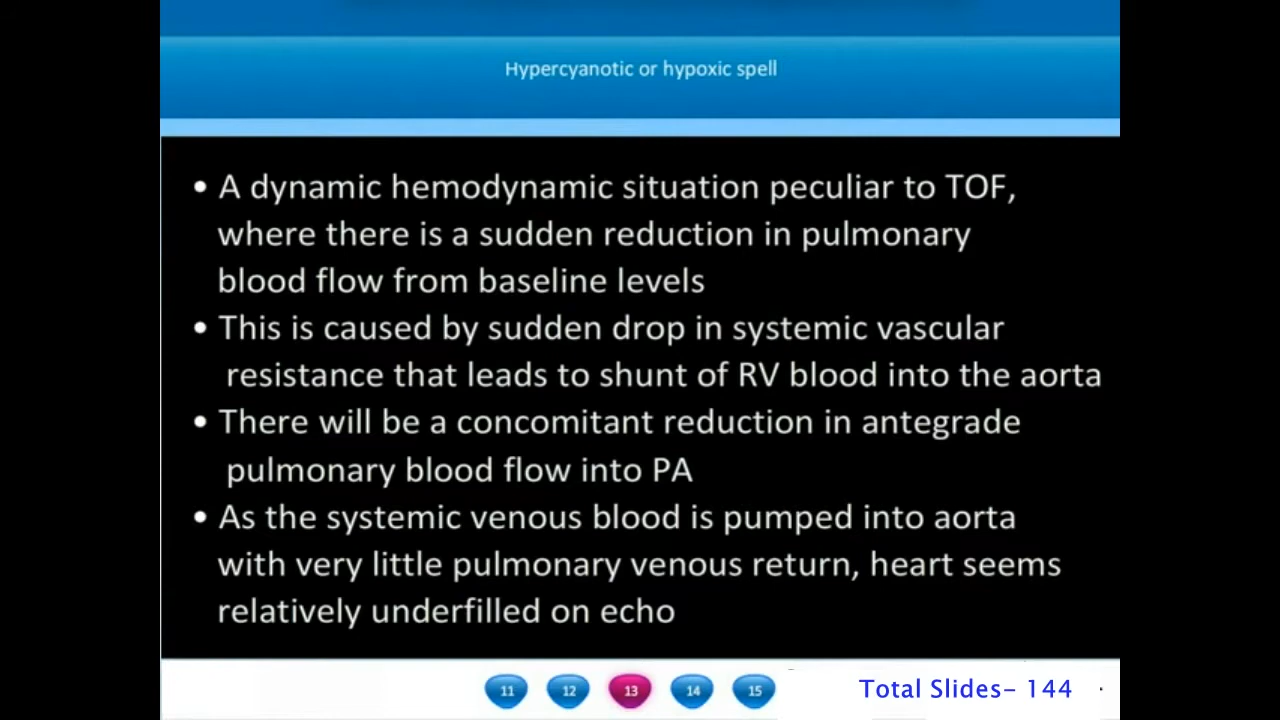 Hypercyanotic or hypoxic spell
• A dynamic hemodynamic situation peculiar to TOF,
where there is a sudden reduction in pulmonary
blood flow from baseline levels
• This is caused by sudden drop in systemic vascular
resistance that leads to shunt of RV blood into the aorta
• There will be a concomitant reduction in antegrade
pulmonary blood flow into PA
• As the systemic venous blood is pumped into aorta
with very little pulmonary venous return, heart seems
relatively underfilled on echo
11 12 13 14 15 Total Slides- 144